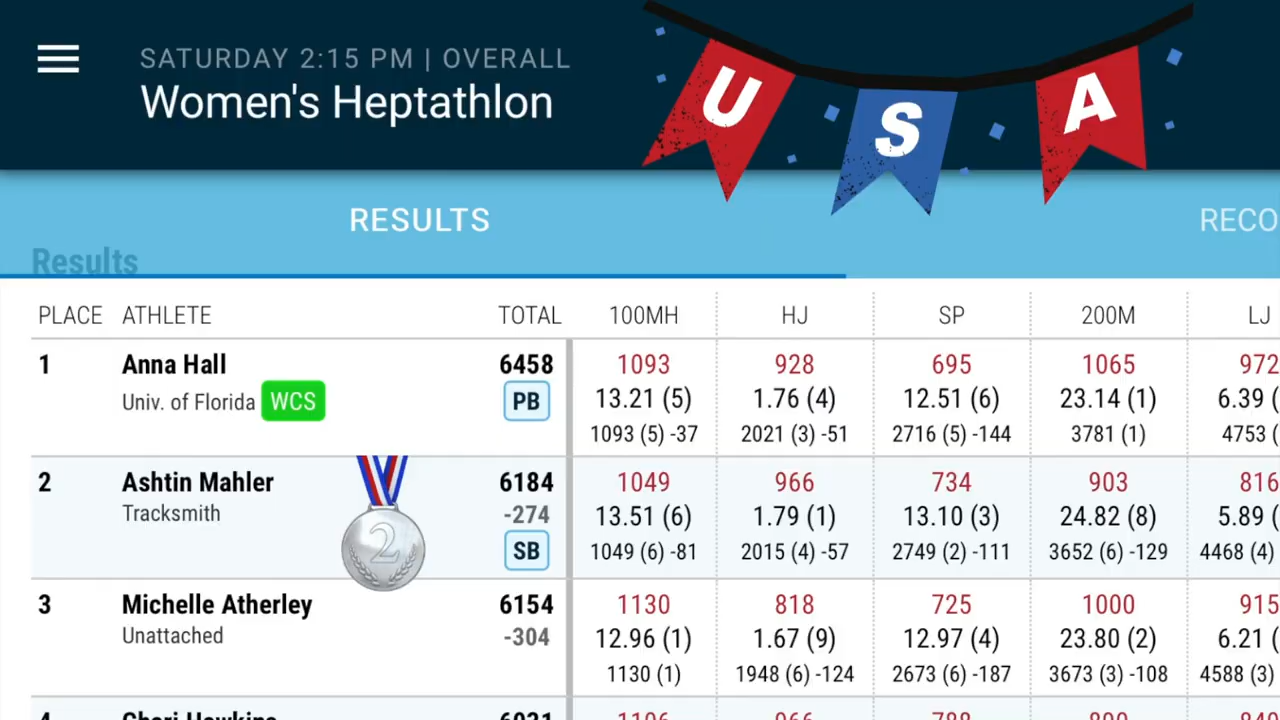 SATURDAY 2:15 PM | OVERALL
Women's Heptathlon
U S A
RESULTS RECO
Results
PLACE ATHLETE TOTAL 100MH HJ SP 200M LJ
1 Anna Hall 6458 1093 928 695 1065 972
Univ. of Florida WCS PB 13.21 (5) 1.76 (4) 12.51 (6) 23.14 (1) 6.39 (
1093 (5) -37 2021 (3) -51 2716 (5) -144 3781 (1) 4753 (
2 Ashtin Mahler 6184 1049 966 734 903 816
Tracksmith 2 -274 13.51 (6) 1.79 (1) 13.10 (3) 24.82 (8) 5.89 (
SB 1049 (6) -81 2015 (4) -57 2749 (2) -111 3652 (6) -129 4468 (4)
3 Michelle Atherley 6154 1130 818 725 1000 915
Unattached -304 12.96 (1) 1.67 (9) 12.97 (4) 23.80 (2) 6.21 (
1130 (1) 1948 (6) -124 2673 (6) -187 3673 (3) -108 4588 (3)
4 Chari Hawkins